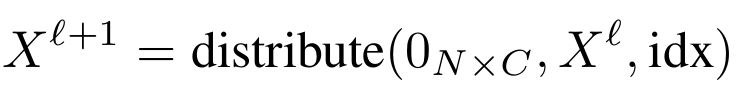 X^{ℓ+1} = distribute(0_{N×C}, X^ℓ, idx)